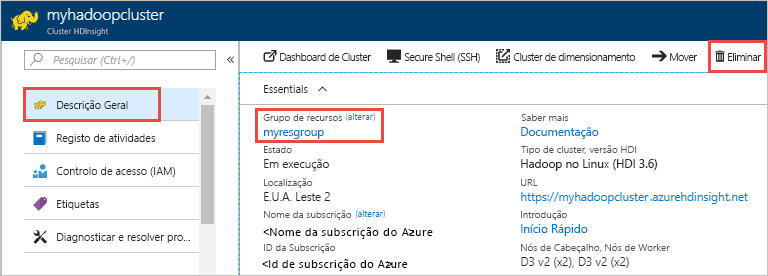 myhadoopcluster
Cluster HDInsight
Pesquisar (Ctrl+/)
«
Descrição Geral
Registo de atividades
Controlo de acesso (IAM)
Etiquetas
Diagnosticar e resolver pro...
Dashboard de Cluster
Secure Shell (SSH)
Cluster de dimensionamento
Mover
Eliminar
Essentials
Grupo de recursos (alterar)
myresgroup
Estado
Em execução
Localização
E.U.A. Leste 2
Nome da subscrição (alterar)
<Nome da subscrição do Azure
ID da Subscrição
<Id de subscrição do Azure>
Saber mais
Documentação
Tipo de cluster, versão HDI
Hadoop no Linux (HDI 3.6)
URL
https://myhadoopcluster.azurehdinsight.net
Introdução
Início Rápido
Nós de Cabeçalho, Nós de Worker
D3 v2 (x2), D3 v2 (x2)